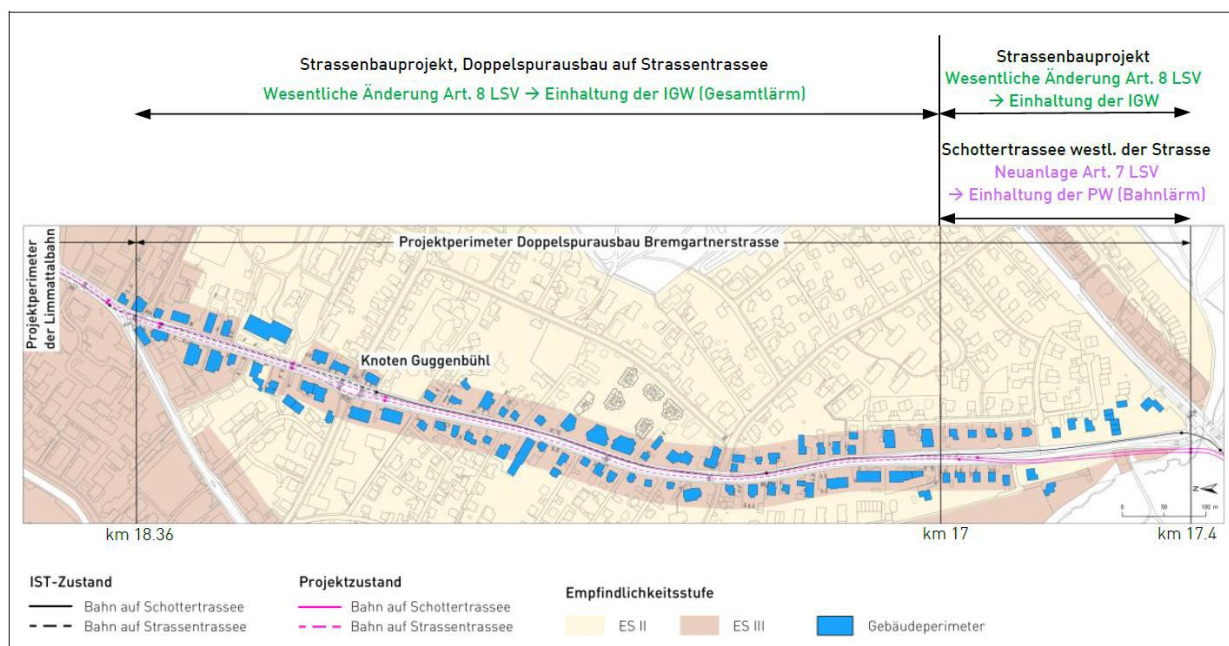 Strassenbauprojekt, Doppelspurausbau auf Strassentrassee
Wesentliche Änderung Art. 8 LSV → Einhaltung der IGW (Gesamtlärm)
Strassenbauprojekt
Wesentliche Änderung Art. 8 LSV
→ Einhaltung der IGW
Schottertrassee westl. der Strasse
Neuanlage Art. 7 LSV
→ Einhaltung der PW (Bahnlärm)
Projektperimeter
der Limmattalbahn
Projektperimeter Doppelspurausbau Bremgartnerstrasse
Knoten Guggenbühl
N
0 50 100 m
km 18.36
km 17
km 17.4
IST-Zustand
Bahn auf Schottertrassee
Bahn auf Strassentrassee
Projektzustand
Bahn auf Schottertrassee
Bahn auf Strassentrassee
Empfindlichkeitsstufe
ES II
ES III
Gebäudeperimeter